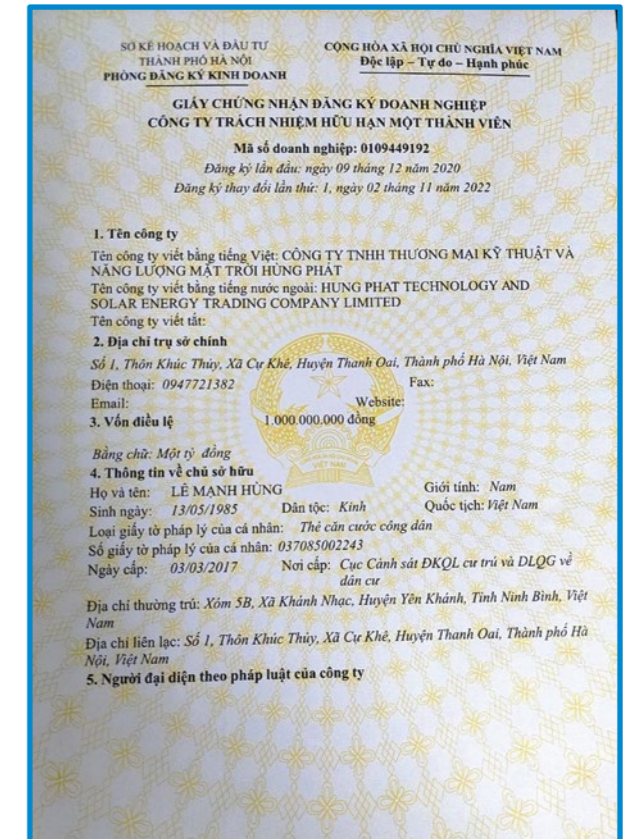 SỞ KẾ HOẠCH VÀ ĐẦU TƯ
THÀNH PHỐ HÀ NỘI
PHÒNG ĐĂNG KÝ KINH DOANH
CỘNG HÒA XÃ HỘI CHỦ NGHĨA VIỆT NAM
Độc lập – Tự do – Hạnh phúc
GIẤY CHỨNG NHẬN ĐĂNG KÝ DOANH NGHIỆP
CÔNG TY TRÁCH NHIỆM HỮU HẠN MỘT THÀNH VIÊN
Mã số doanh nghiệp: 0109449192
Đăng ký lần đầu: ngày 09 tháng 12 năm 2020
Đăng ký thay đổi lần thứ: 1, ngày 02 tháng 11 năm 2022
1. Tên công ty
Tên công ty viết bằng tiếng Việt: CÔNG TY TNHH THƯƠNG MẠI KỸ THUẬT VÀ
NĂNG LƯỢNG MẶT TRỜI HÙNG PHÁT
Tên công ty viết bằng tiếng nước ngoài: HUNG PHAT TECHNOLOGY AND
SOLAR ENERGY TRADING COMPANY LIMITED
Tên công ty viết tắt:
2. Địa chỉ trụ sở chính
Số 1, Thôn Khúc Thủy, Xã Cự Khê, Huyện Thanh Oai, Thành phố Hà Nội, Việt Nam
Điện thoại: 0947721382 Fax:
Email: Website:
3. Vốn điều lệ 1.000.000.000 đồng
Bằng chữ: Một tỷ đồng
VIỆT NAM
4. Thông tin về chủ sở hữu
Họ và tên: LÊ MẠNH HÙNG Giới tính: Nam
Sinh ngày: 13/05/1985 Dân tộc: Kinh Quốc tịch: Việt Nam
Loại giấy tờ pháp lý của cá nhân: Thẻ căn cước công dân
Số giấy tờ pháp lý của cá nhân: 037085002243
Ngày cấp: 03/03/2017 Nơi cấp: Cục Cảnh sát ĐKQL cư trú và DLQG về
dân cư
Địa chỉ thường trú: Xóm 5B, Xã Khánh Nhạc, Huyện Yên Khánh, Tỉnh Ninh Bình, Việt
Nam
Địa chỉ liên lạc: Số 1, Thôn Khúc Thủy, Xã Cự Khê, Huyện Thanh Oai, Thành phố Hà
Nội, Việt Nam
5. Người đại diện theo pháp luật của công ty